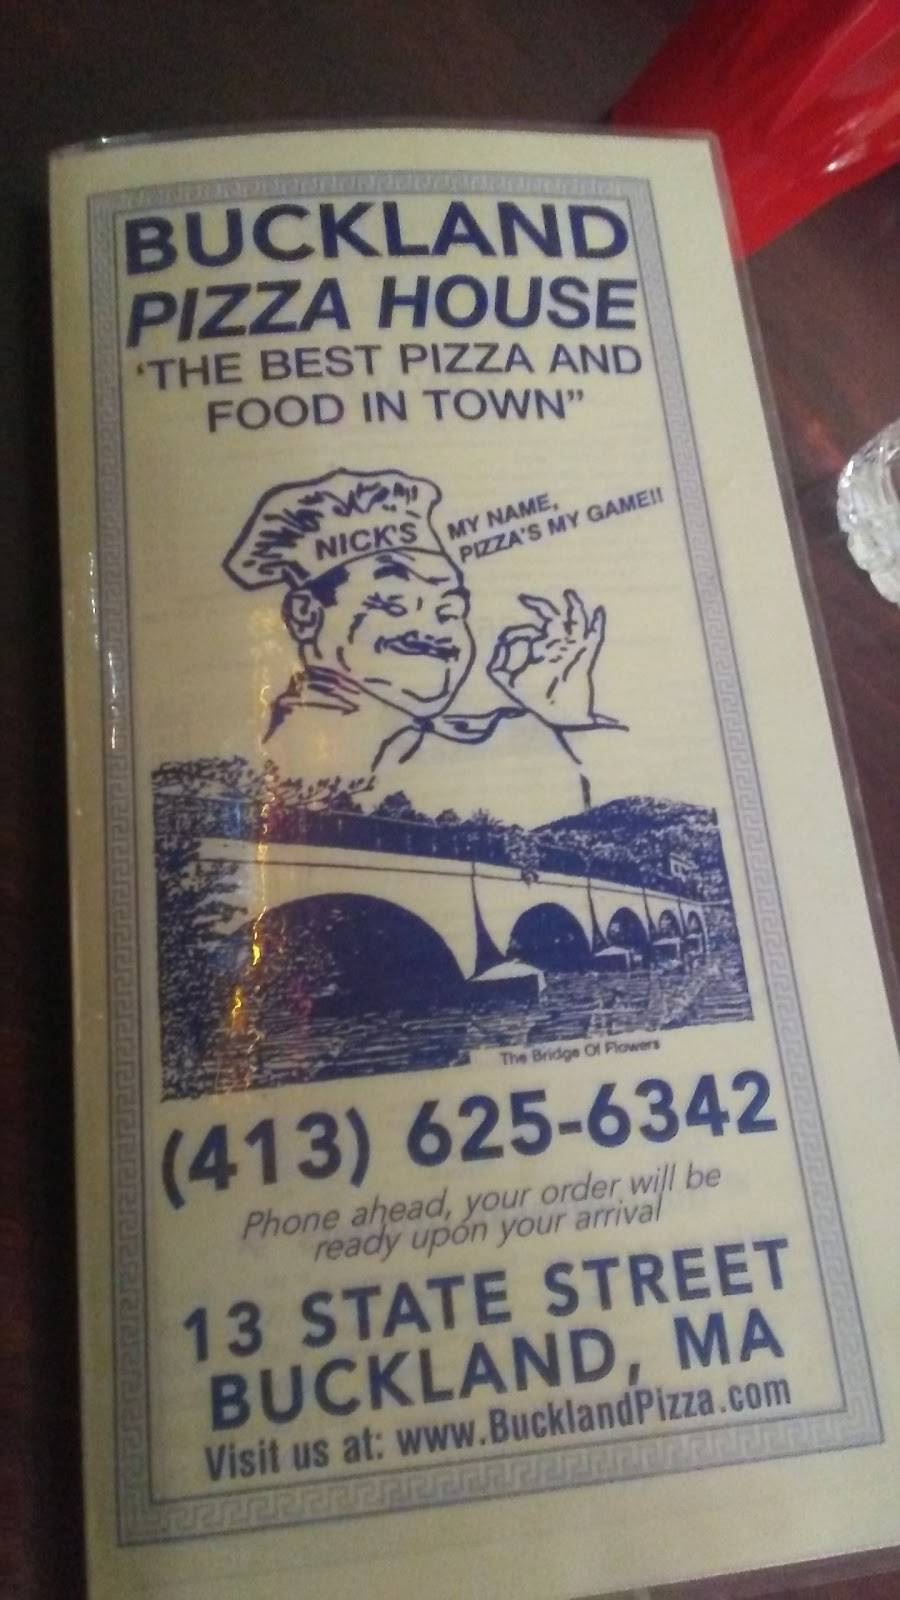 BUCKLAND
PIZZA HOUSE
‘THE BEST PIZZA AND
FOOD IN TOWN”
NICK'S
MY NAME,
PIZZA'S MY GAME!!
The Bridge Of Flowers
(413) 625-6342
Phone ahead, your order will be
ready upon your arrival
13 STATE STREET
BUCKLAND, MA
Visit us at: www.BucklandPizza.com